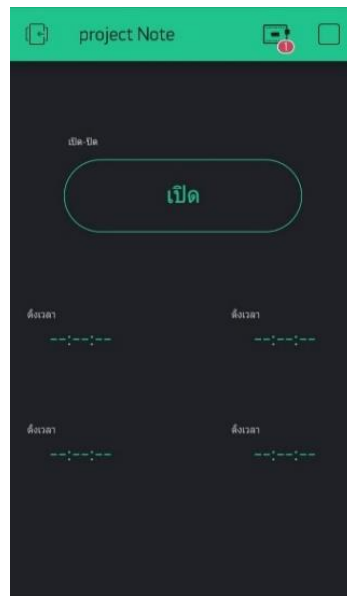 project Note
1
เปิด-ปิด
เปิด
ตั้งเวลา ตั้งเวลา
--:--:-- --:--:--
ตั้งเวลา ตั้งเวลา
--:--:-- --:--:--